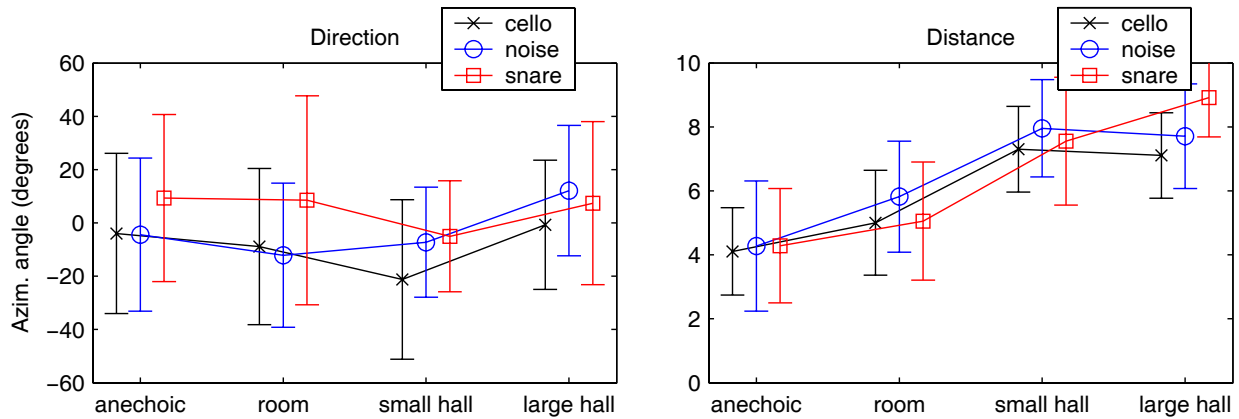 Direction
cello
noise
snare
Azim. angle (degrees)
60
40
20
0
−20
−40
−60
anechoic room small hall large hall
Distance
cello
noise
snare
10
8
6
4
2
0
anechoic room small hall large hall